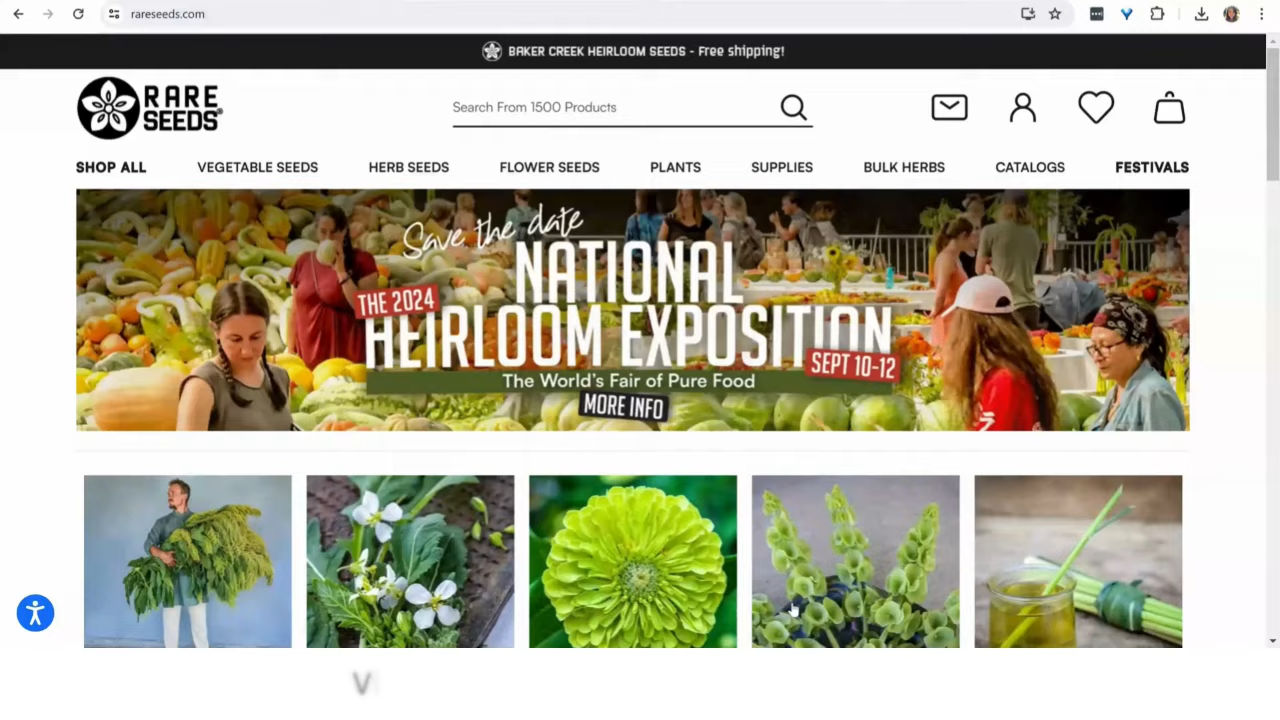 rareseeds.com
BAKER CREEK HEIRLOOM SEEDS - Free shipping!
RARE
SEEDS®
Search From 1500 Products
SHOP ALL
VEGETABLE SEEDS
HERB SEEDS
FLOWER SEEDS
PLANTS
SUPPLIES
BULK HERBS
CATALOGS
FESTIVALS
Save the date
THE 2024
NATIONAL
HEIRLOOM EXPOSITION
SEPT 10-12
The World's Fair of Pure Food
MORE INFO
V